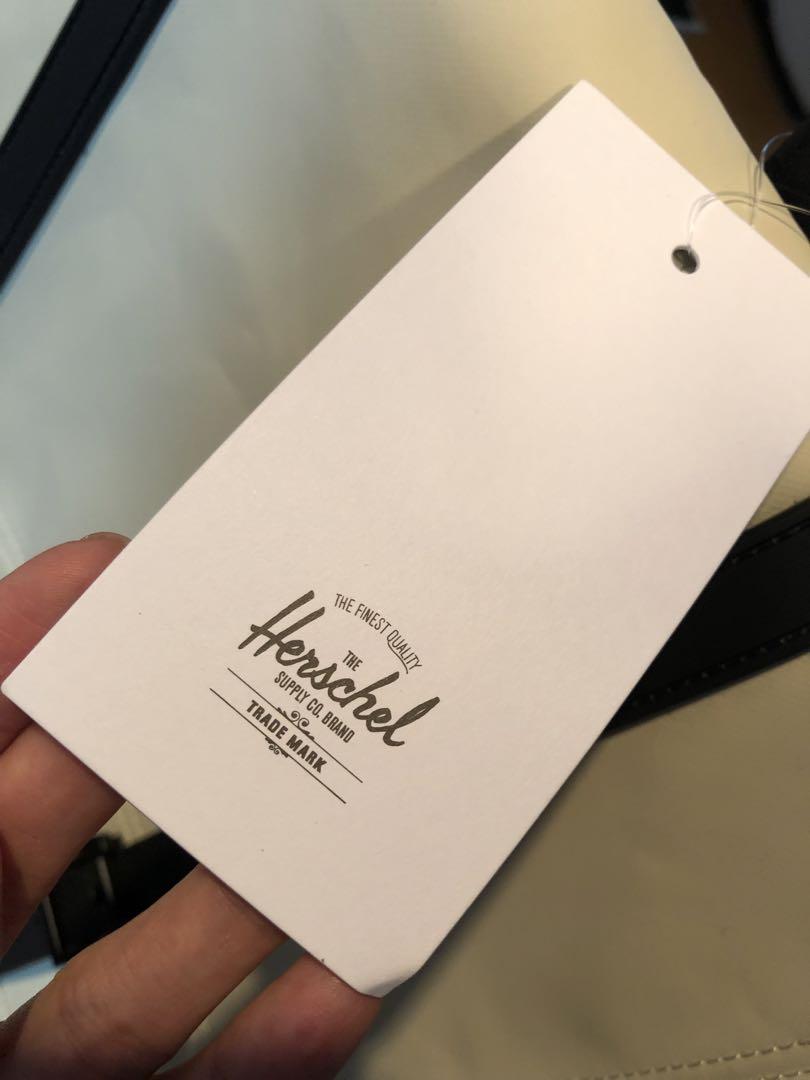 THE FINEST QUALITY
THE
Herschel
SUPPLY CO. BRAND
TRADE MARK